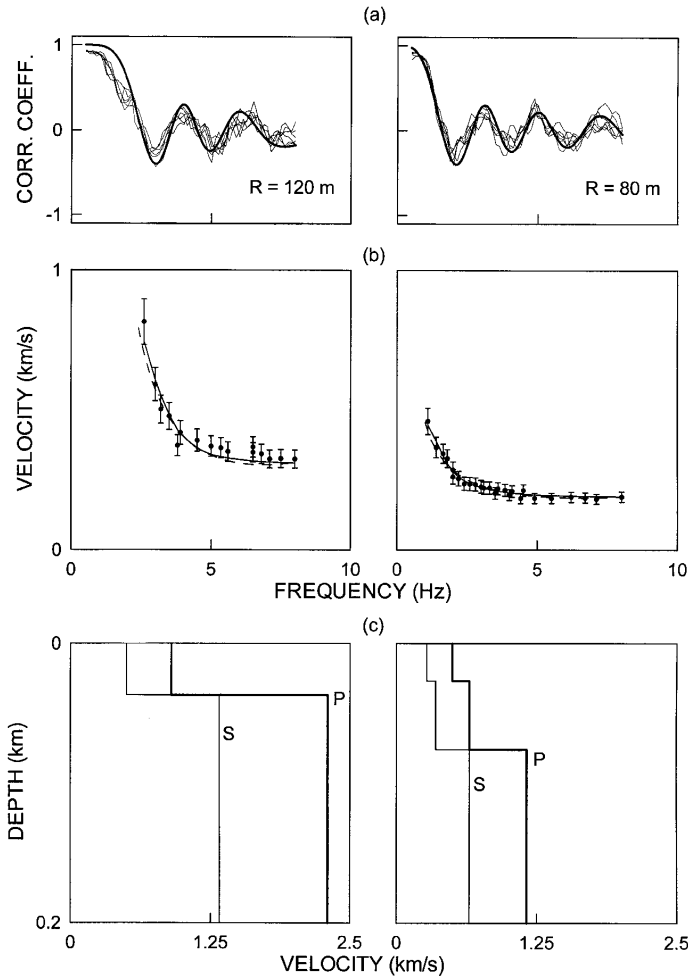 (a)
CORR. COEFF.
1
0
-1
R = 120 m
R = 80 m
(b)
VELOCITY (km/s)
1
0
0
5
10
0
5
10
FREQUENCY (Hz)
(c)
DEPTH (km)
0
0.2
S
P
S
P
0
1.25
2.5
0
1.25
2.5
VELOCITY (km/s)